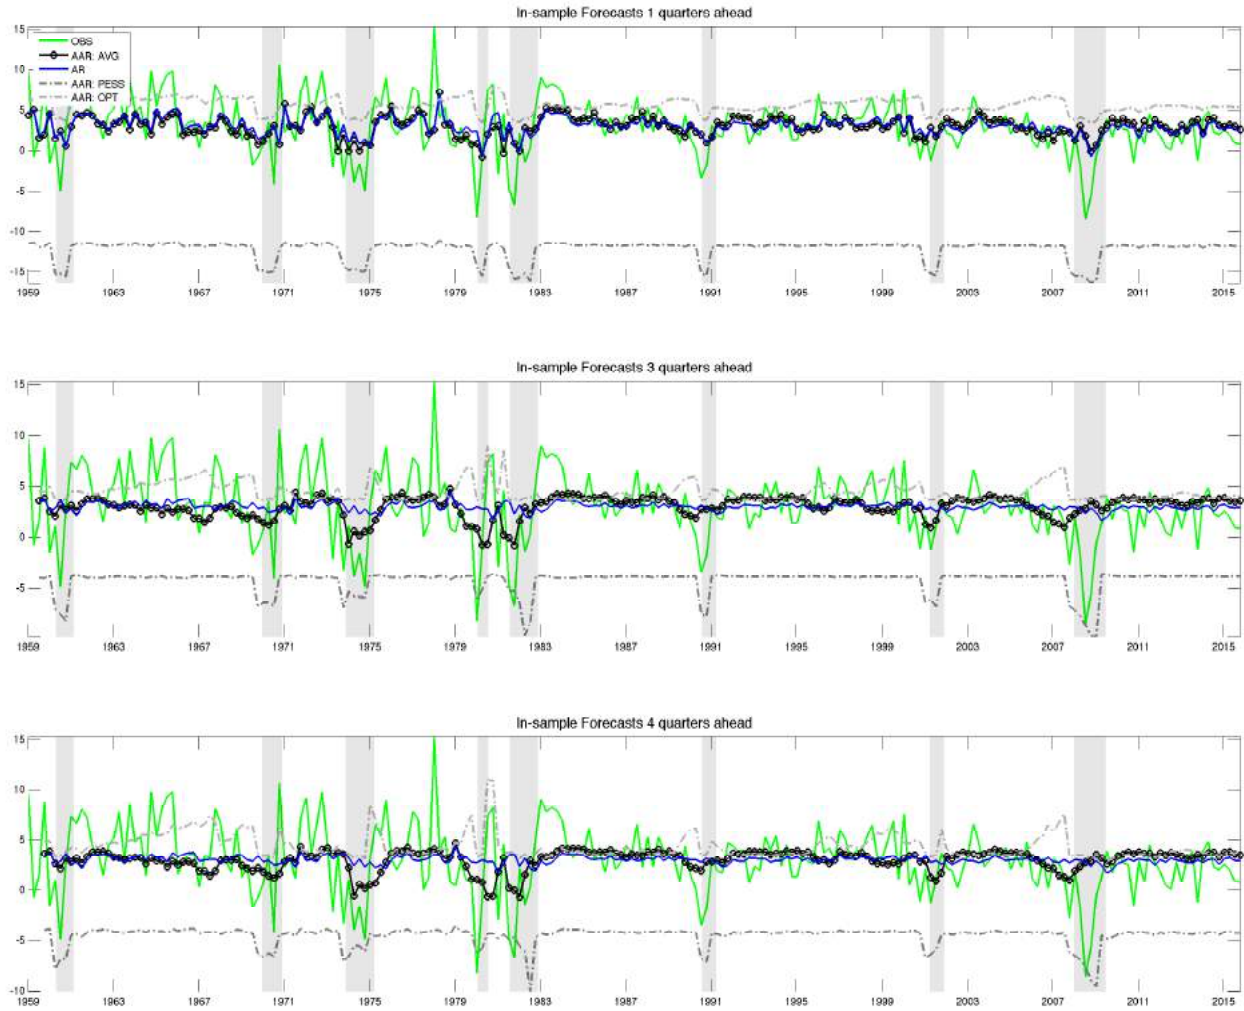 In-sample Forecasts 1 quarters ahead
15
OBS
AAR: AVG
10
AR
AAR: PESS
AAR: OPT
5
0
-5
-10
-15
1959 1963 1967 1971 1975 1979 1983 1987 1991 1995 1999 2003 2007 2011 2015
In-sample Forecasts 3 quarters ahead
15
10
5
0
-5
1959 1963 1967 1971 1975 1979 1983 1987 1991 1995 1999 2003 2007 2011 2015
In-sample Forecasts 4 quarters ahead
15
10
5
0
-5
-10
1959 1963 1967 1971 1975 1979 1983 1987 1991 1995 1999 2003 2007 2011 2015